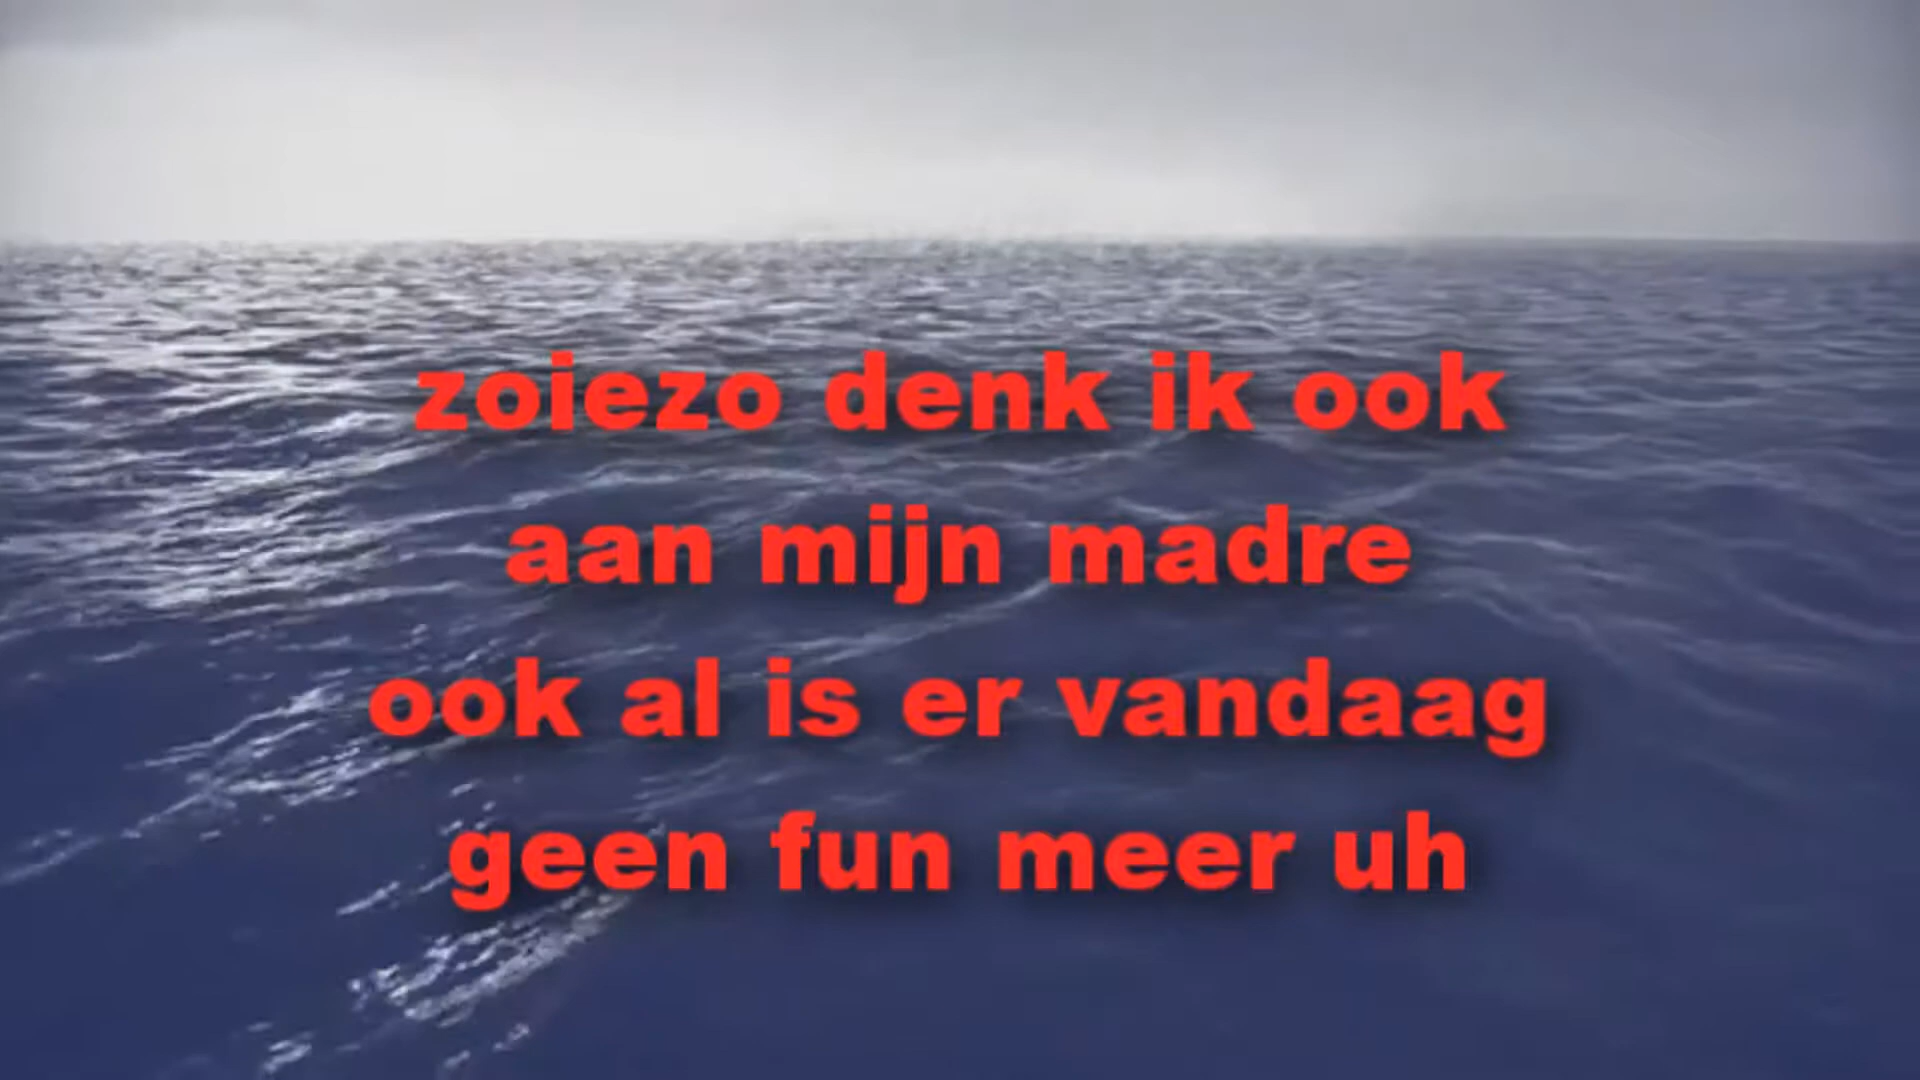 zoiezo denk ik ook
aan mijn madre
ook al is er vandaag
geen fun meer uh